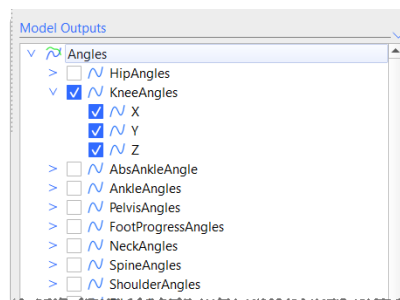 Model Outputs
Angles
HipAngles
KneeAngles
X
Y
Z
AbsAnkleAngle
AnkleAngles
PelvisAngles
FootProgressAngles
NeckAngles
SpineAngles
ShoulderAngles